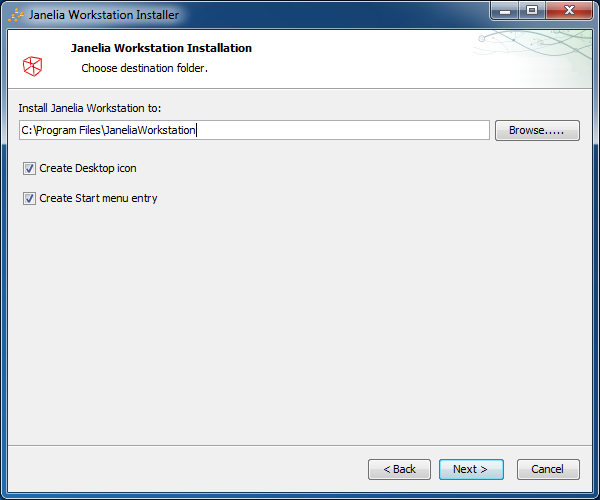 Janelia Workstation Installer
Janelia Workstation Installation
Choose destination folder.
Install Janelia Workstation to:
C:\Program Files\JaneliaWorkstation
Browse.....
Create Desktop icon
Create Start menu entry
< Back
Next >
Cancel